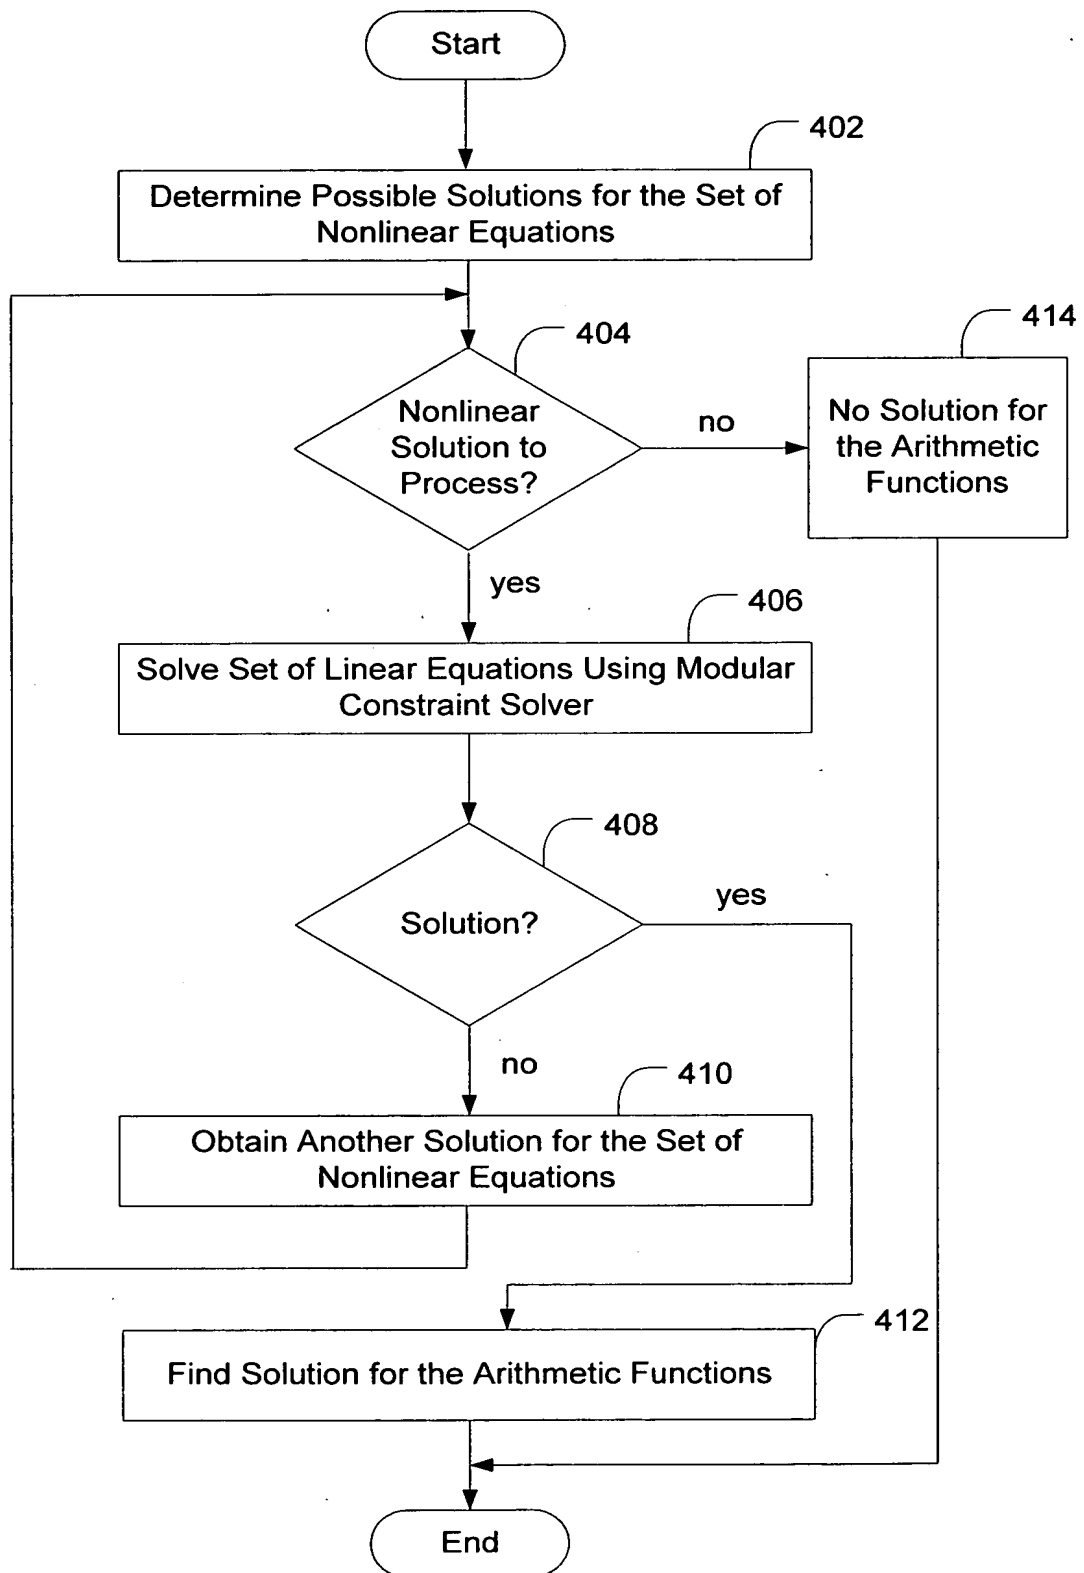 Start
402
Determine Possible Solutions for the Set of
Nonlinear Equations
404
414
Nonlinear
Solution to
Process?
no
No Solution for
the Arithmetic
Functions
yes
406
Solve Set of Linear Equations Using Modular
Constraint Solver
408
Solution?
yes
no
410
Obtain Another Solution for the Set of
Nonlinear Equations
412
Find Solution for the Arithmetic Functions
End